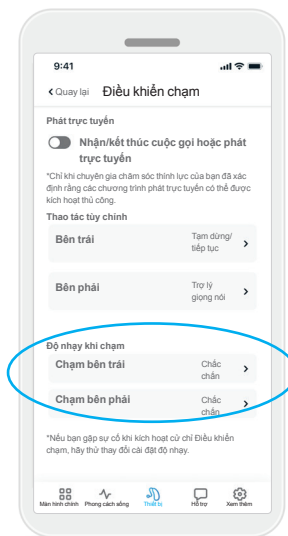 9:41
Quay lại Điều khiển chạm
Phát trực tuyến
Nhận/kết thúc cuộc gọi hoặc phát
trực tuyến
*Chỉ khi chuyên gia chăm sóc thính lực của bạn đã xác
định rằng các chương trình phát trực tuyến có thể được
kích hoạt thủ công.
Thao tác tùy chỉnh
Bên trái Tạm dừng/
tiếp tục
Bên phải Trợ lý
giọng nói
Độ nhạy khi chạm
Chạm bên trái Chắc
chắn
Chạm bên phải Chắc
chắn
*Nếu bạn gặp sự cố khi kích hoạt cử chỉ Điều khiển
chạm, hãy thử thay đổi cài đặt độ nhạy.
Màn hình chính Phong cách sống Thiết bị Hỗ trợ Xem thêm